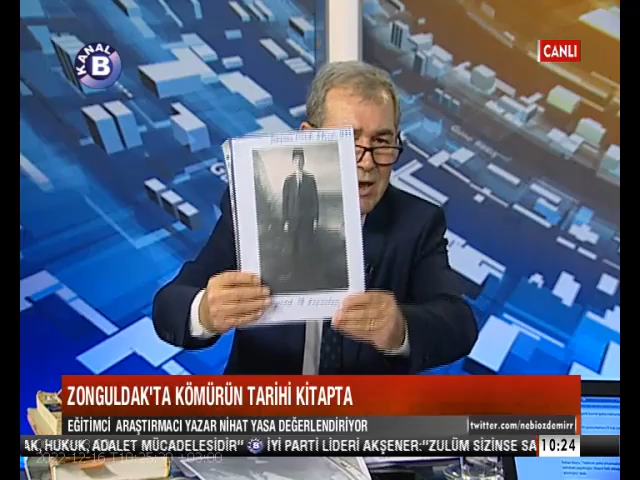 KANAL B
CANLI
ZONGULDAK'TA KÖMÜRÜN TARİHİ KİTAPTA
EĞİTİMCİ ARAŞTIRMACI YAZAR NİHAT YASA DEĞERLENDİRİYOR
twitter.com/nebiozdemirr
AK, HUKUK, ADALET MÜCADELESİDİR" B İYİ PARTİ LİDERİ AKŞENER:"ZULÜM SİZİNSE SA
10:24